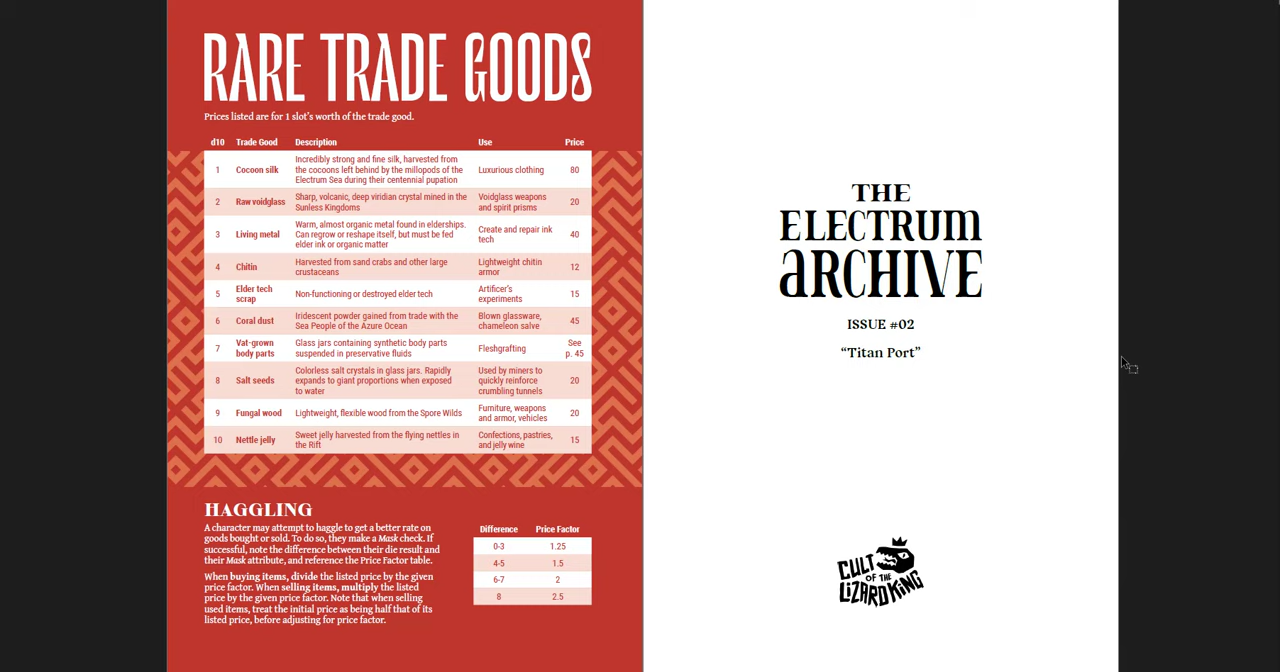 RARE TRADE GOODS
Prices listed are for 1 slot's worth of the trade good.
d10 Trade Good Description Use Price
1 Cocoon silk Incredibly strong and fine silk, harvested from the cocoons left behind by the millopods of the Electrum Sea during their centennial pupation Luxurious clothing 80
2 Raw voidglass Sharp, volcanic, deep viridian crystal mined in the Sunless Kingdoms Voidglass weapons and spirit prisms 20
3 Living metal Warm, almost organic metal found in elderships. Can regrow or reshape itself, but must be fed elder ink or organic matter Create and repair ink tech 40
4 Chitin Harvested from sand crabs and other large crustaceans Lightweight chitin armor 12
5 Elder tech scrap Non-functioning or destroyed elder tech Artificer's experiments 15
6 Coral dust Iridescent powder gained from trade with the Sea People of the Azure Ocean Blown glassware, chameleon salve 45
7 Vat-grown body parts Glass jars containing synthetic body parts suspended in preservative fluids Fleshgrafting See p. 45
8 Salt seeds Colorless salt crystals in glass jars. Rapidly expands to giant proportions when exposed to water Used by miners to quickly reinforce crumbling tunnels 20
9 Fungal wood Lightweight, flexible wood from the Spore Wilds Furniture, weapons and armor, vehicles 20
10 Nettle jelly Sweet jelly harvested from the flying nettles in the Rift Confections, pastries, and jelly wine 15
HAGGLING
A character may attempt to haggle to get a better rate on
goods bought or sold. To do so, they make a Mask check. If
successful, note the difference between their die result and
their Mask attribute, and reference the Price Factor table.
When buying items, divide the listed price by the given
price factor. When selling items, multiply the listed
price by the given price factor. Note that when selling
used items, treat the initial price as being half that of its
listed price, before adjusting for price factor.
Difference Price Factor
0-3 1.25
4-5 1.5
6-7 2
8 2.5
THE
ELECTRUM
ARCHIVE
ISSUE #02
“Titan Port”
CULT
OF THE
LIZARD KING